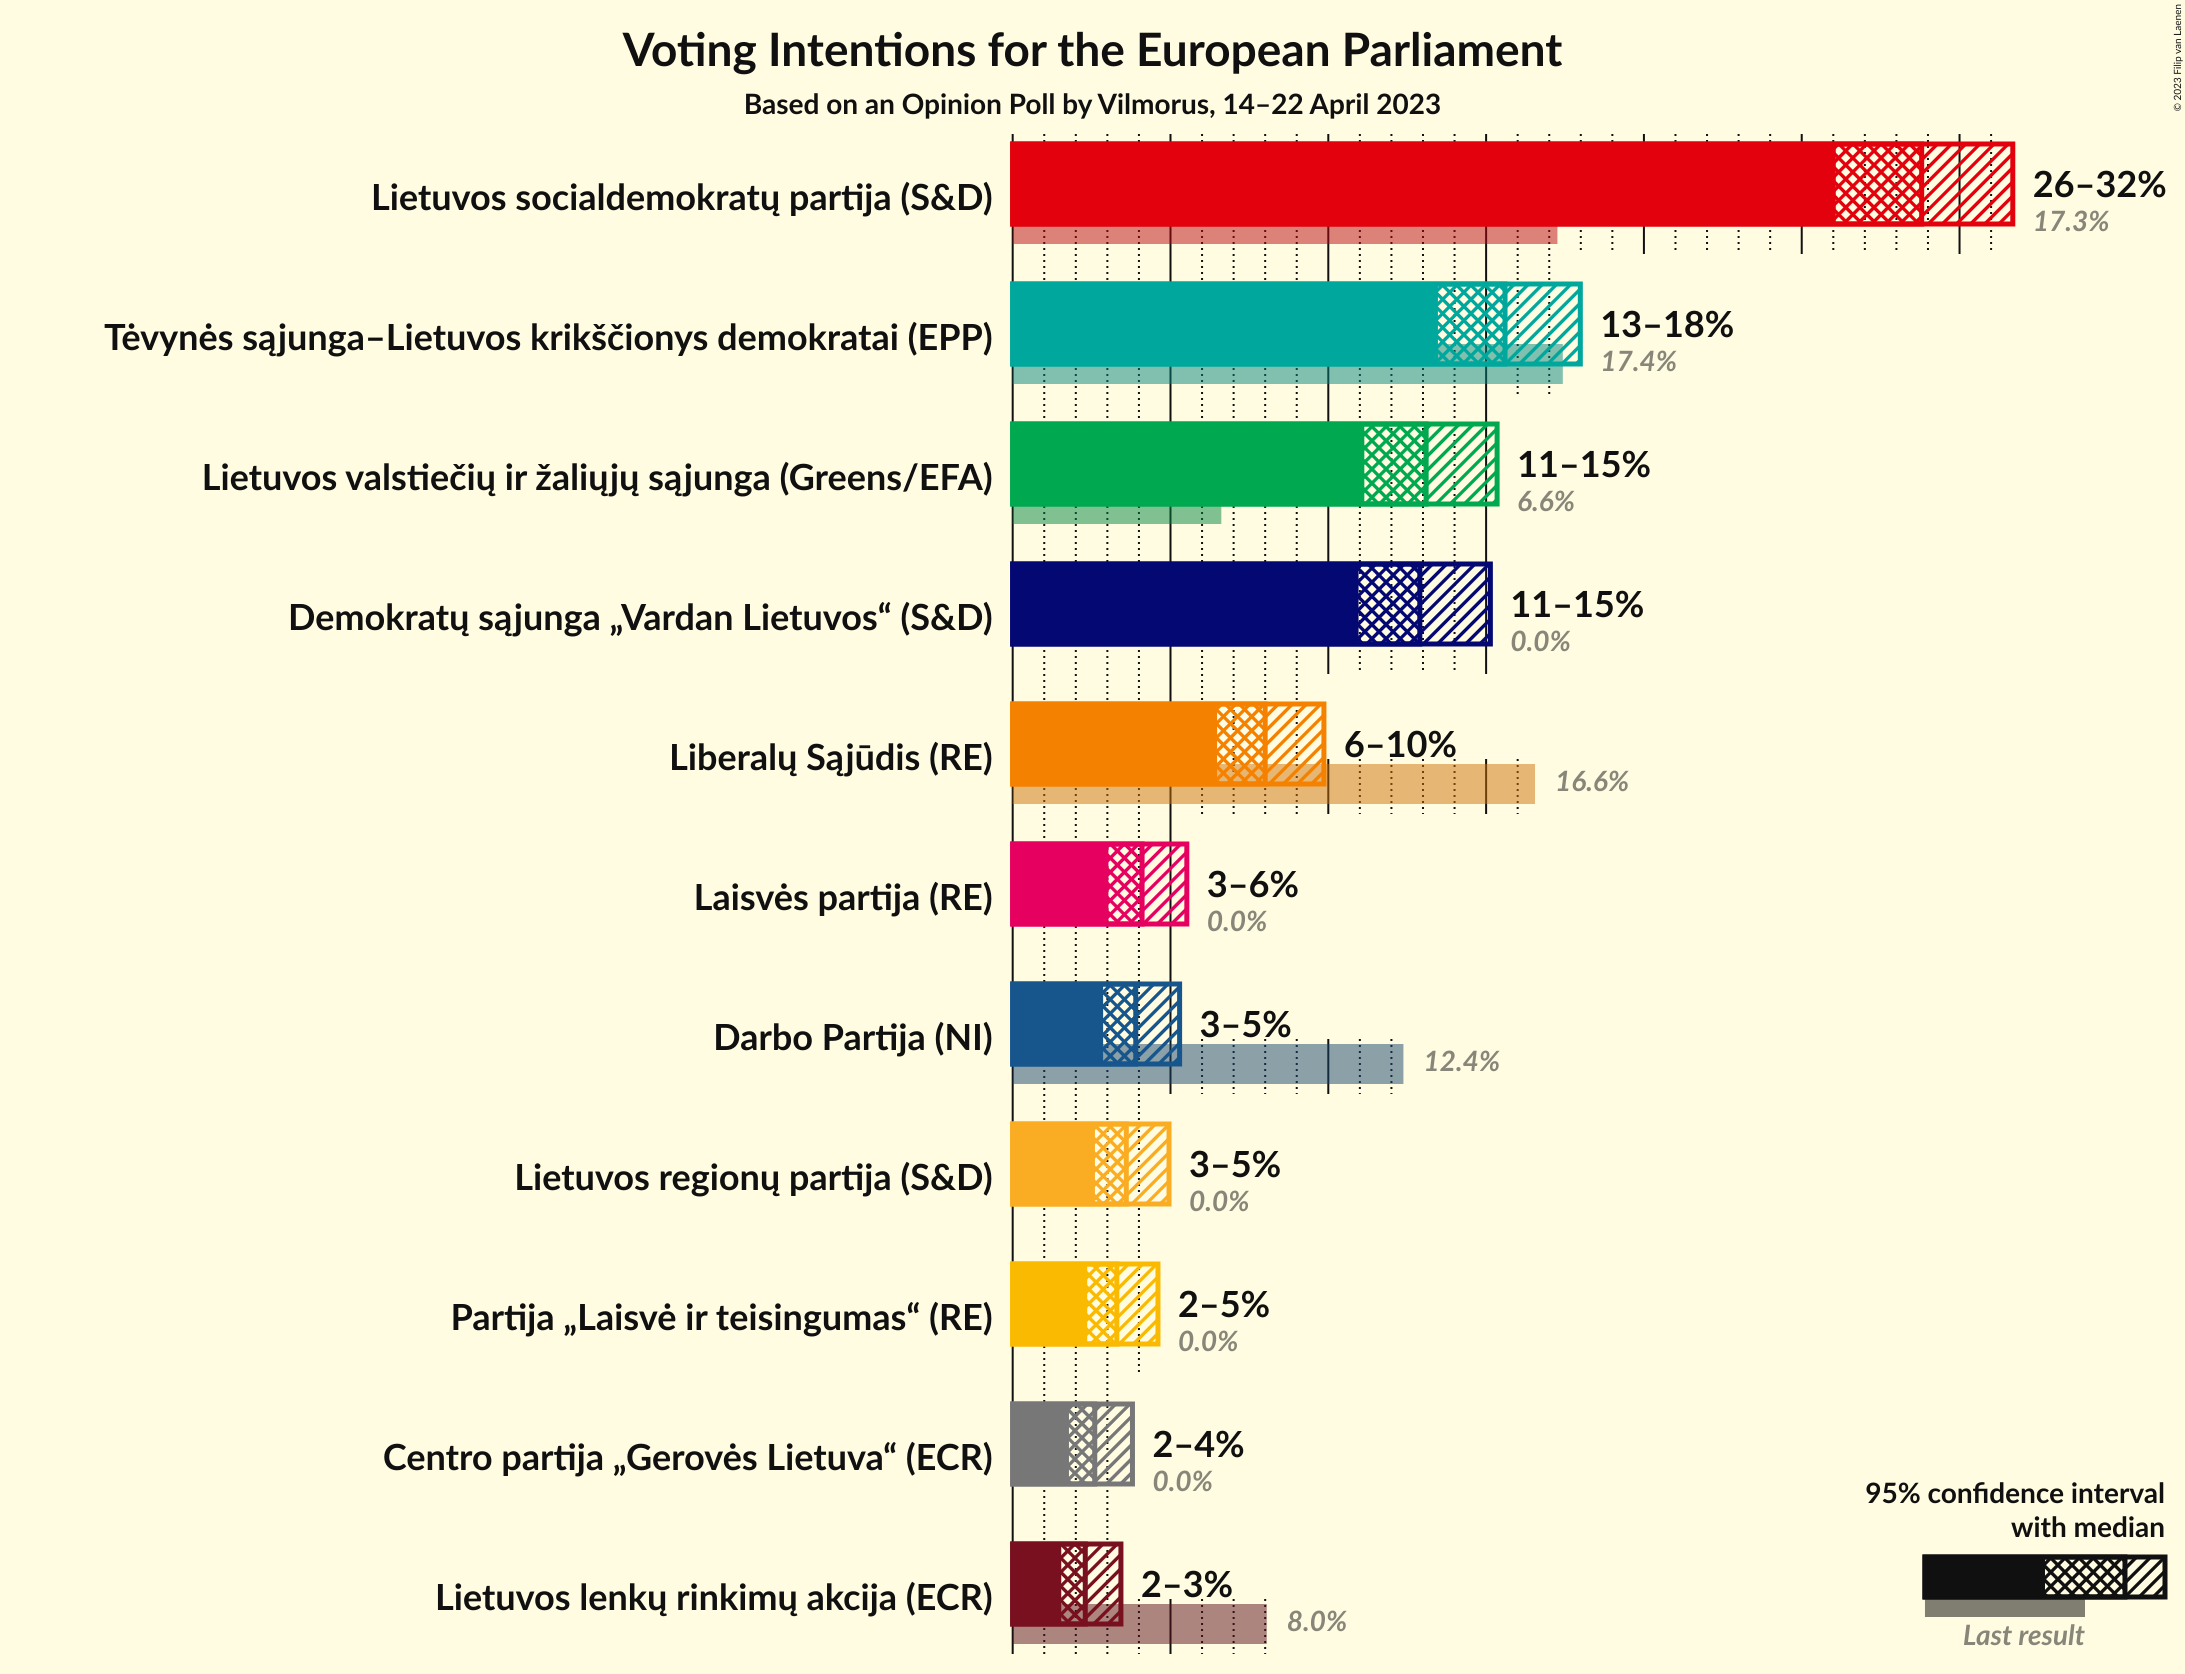 © 2023 Filip van Laenen
Voting Intentions for the European Parliament
Based on an Opinion Poll by Vilmorus, 14–22 April 2023
Lietuvos socialdemokratų partija (S&D)
26–32%
17.3%
Tėvynės sąjunga–Lietuvos krikščionys demokratai (EPP)
13–18%
17.4%
Lietuvos valstiečių ir žaliųjų sąjunga (Greens/EFA)
11–15%
6.6%
Demokratų sąjunga „Vardan Lietuvos“ (S&D)
11–15%
0.0%
Liberalų Sąjūdis (RE)
6–10%
16.6%
Laisvės partija (RE)
3–6%
0.0%
Darbo Partija (NI)
3–5%
12.4%
Lietuvos regionų partija (S&D)
3–5%
0.0%
Partija „Laisvė ir teisingumas“ (RE)
2–5%
0.0%
Centro partija „Gerovės Lietuva“ (ECR)
2–4%
0.0%
Lietuvos lenkų rinkimų akcija (ECR)
2–3%
8.0%
95% confidence interval
with median
Last result